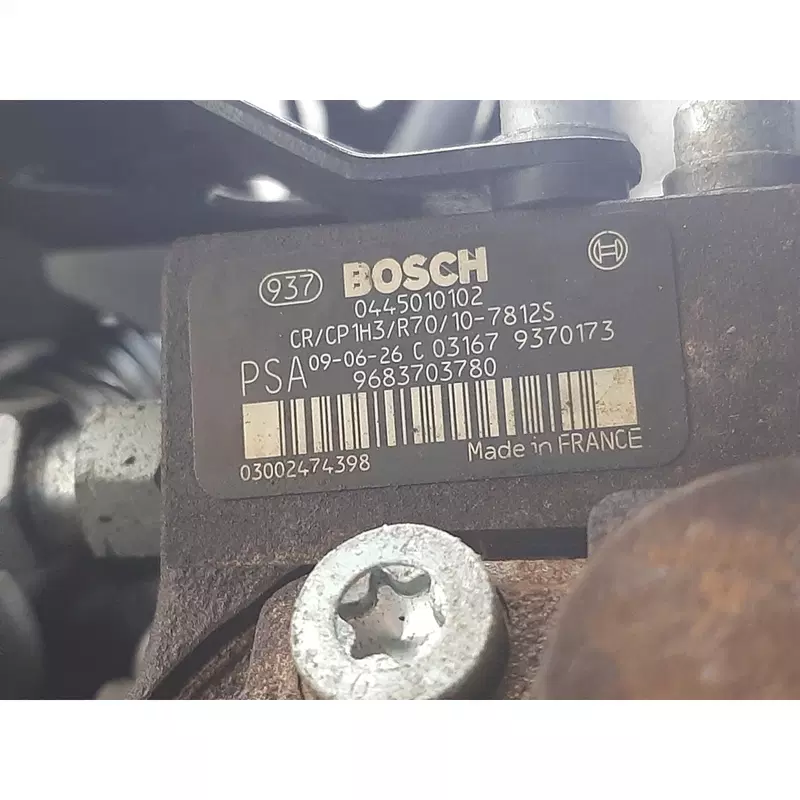 937 BOSCH
0445010102
CR/CP1H3/R70/10-7812S
PSA 09-06-26 C 03167 9370173
9683703780
03002474398 Made in FRANCE